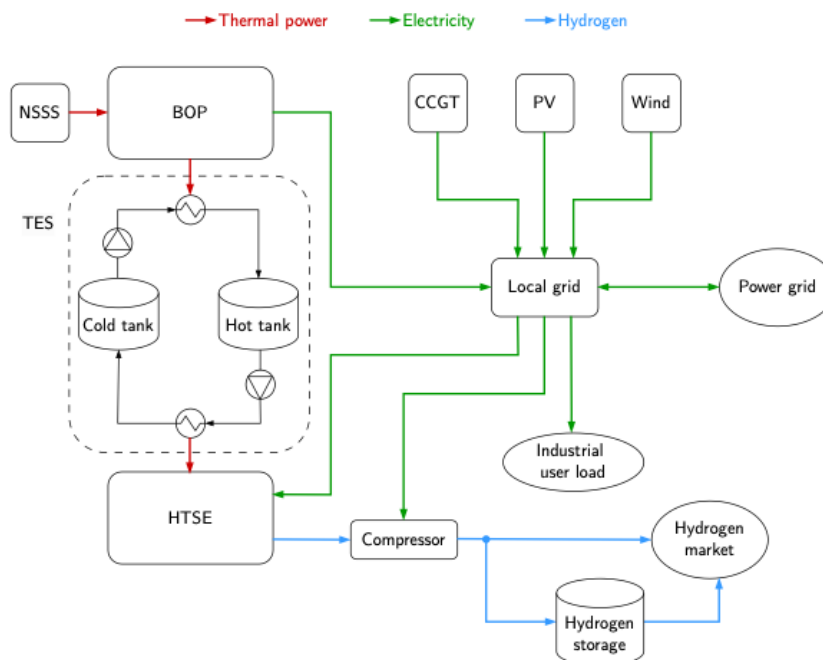 Thermal power
Electricity
Hydrogen
NSSS
BOP
CCGT
PV
Wind
TES
Cold tank
Hot tank
Local grid
Power grid
Industrial
user load
HTSE
Compressor
Hydrogen
market
Hydrogen
storage